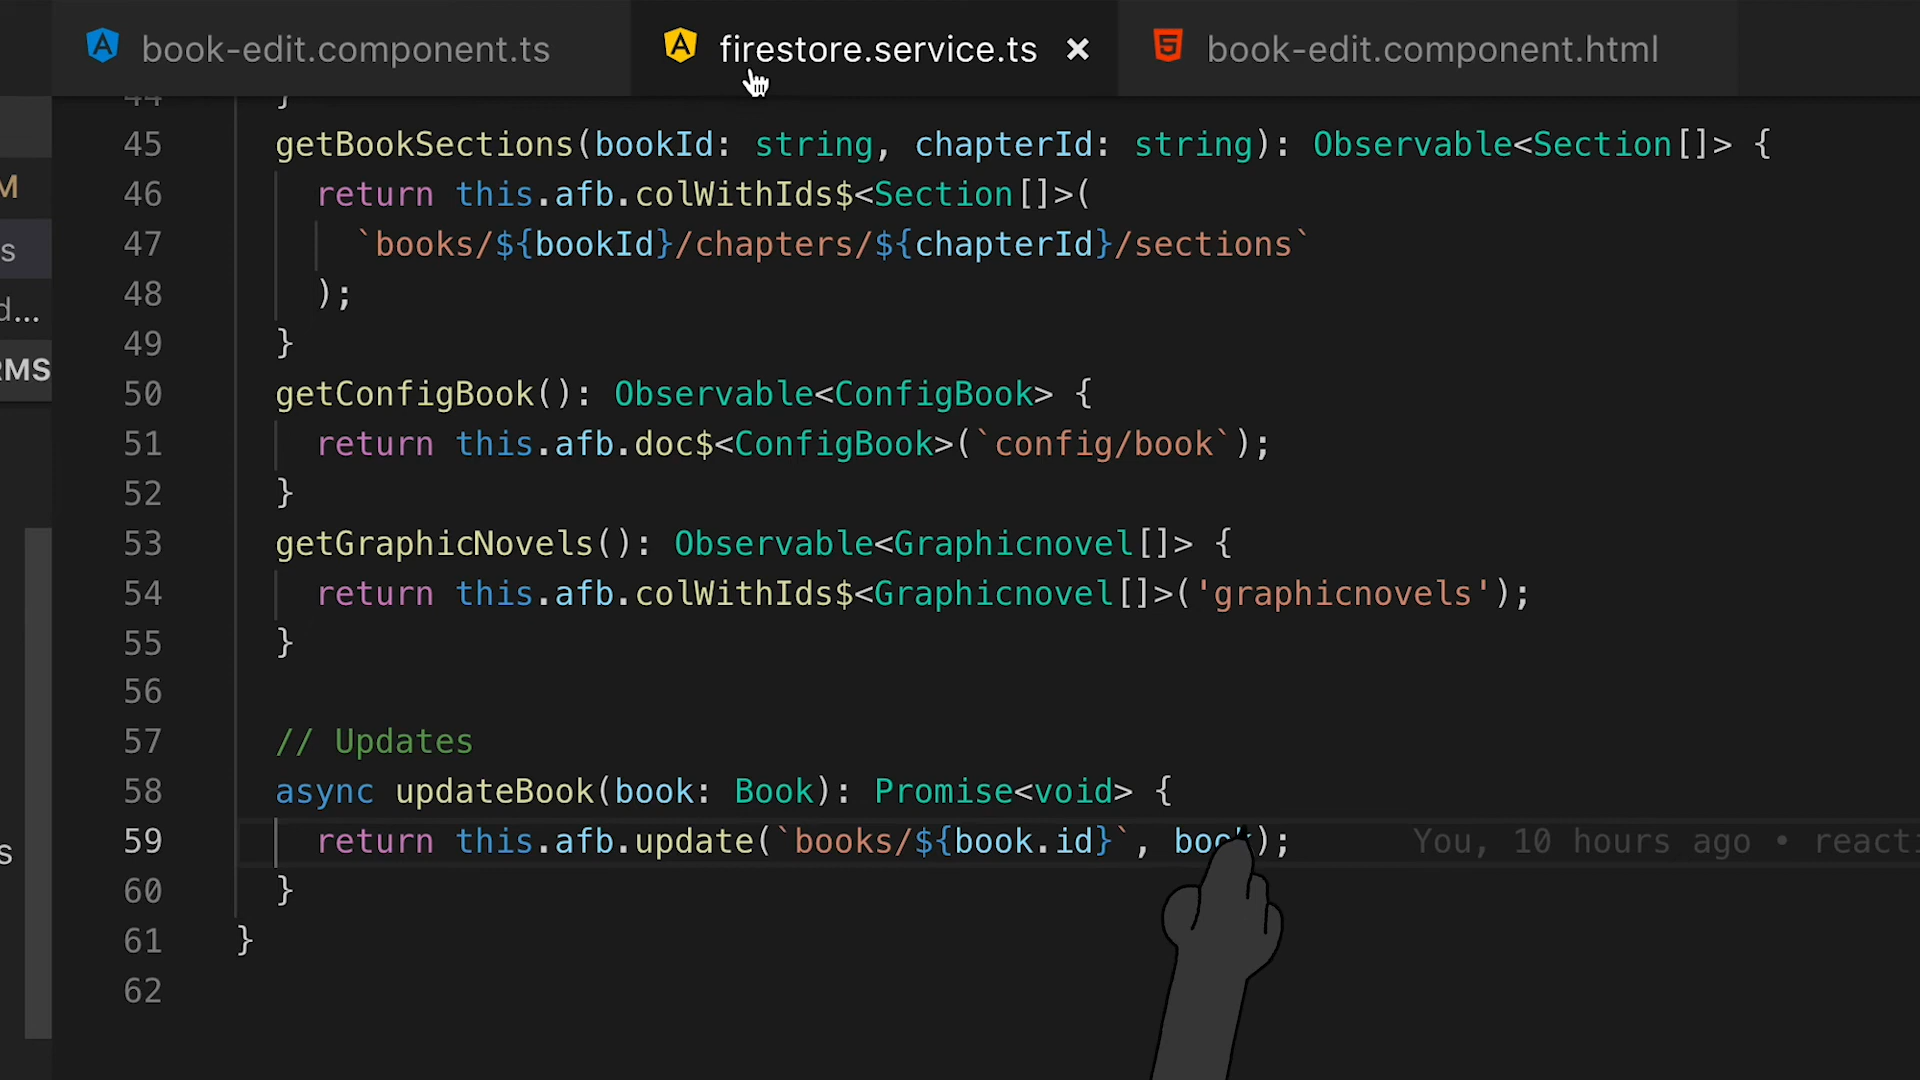 book-edit.component.ts
firestore.service.ts
book-edit.component.html
M
s
d...
RMS
s
44 }
45 getBookSections(bookId: string, chapterId: string): Observable<Section[]> {
46 return this.afb.colWithIds$<Section[]>(
47 `books/${bookId}/chapters/${chapterId}/sections`
48 );
49 }
50 getConfigBook(): Observable<ConfigBook> {
51 return this.afb.doc$<ConfigBook>(`config/book`);
52 }
53 getGraphicNovels(): Observable<Graphicnovel[]> {
54 return this.afb.colWithIds$<Graphicnovel[]>('graphicnovels');
55 }
56
57 // Updates
58 async updateBook(book: Book): Promise<void> {
59 return this.afb.update(`books/${book.id}`, book); You, 10 hours ago • reacti
60 }
61 }
62